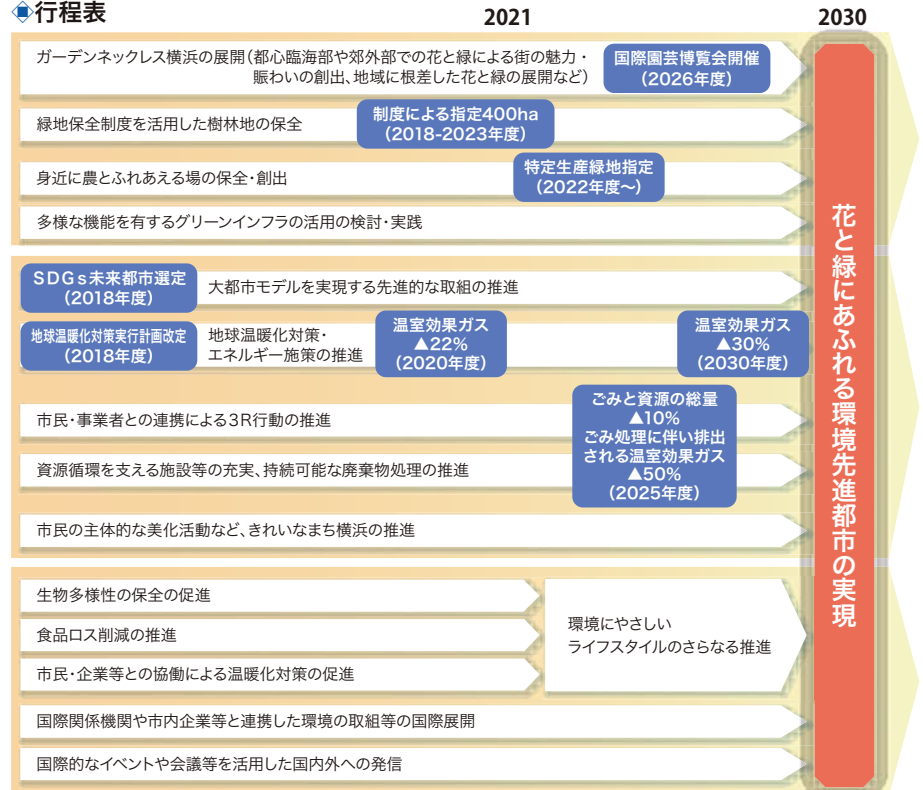 行程表
2021
2030
ガーデンネックレス横浜の展開(都心臨海部や郊外部での花と緑による街の魅力・
賑わいの創出、地域に根差した花と緑の展開など)
国際園芸博覧会開催
(2026年度)
緑地保全制度を活用した樹林地の保全
制度による指定400ha
(2018-2023年度)
身近に農とふれあえる場の保全・創出
特定生産緑地指定
(2022年度~)
多様な機能を有するグリーンインフラの活用の検討・実践
SDGs未来都市選定
(2018年度)
大都市モデルを実現する先進的な取組の推進
地球温暖化対策実行計画改定
(2018年度)
地球温暖化対策・
エネルギー施策の推進
温室効果ガス
▲22%
(2020年度)
温室効果ガス
▲30%
(2030年度)
市民・事業者との連携による3R行動の推進
ごみと資源の総量
▲10%
ごみ処理に伴い排出
される温室効果ガス
▲50%
(2025年度)
資源循環を支える施設等の充実、持続可能な廃棄物処理の推進
市民の主体的な美化活動など、きれいなまち横浜の推進
生物多様性の保全の促進
食品ロス削減の推進
市民・企業等との協働による温暖化対策の促進
環境にやさしい
ライフスタイルのさらなる推進
国際関係機関や市内企業等と連携した環境の取組等の国際展開
国際的なイベントや会議等を活用した国内外への発信
花と緑にあふれる環境先進都市の実現